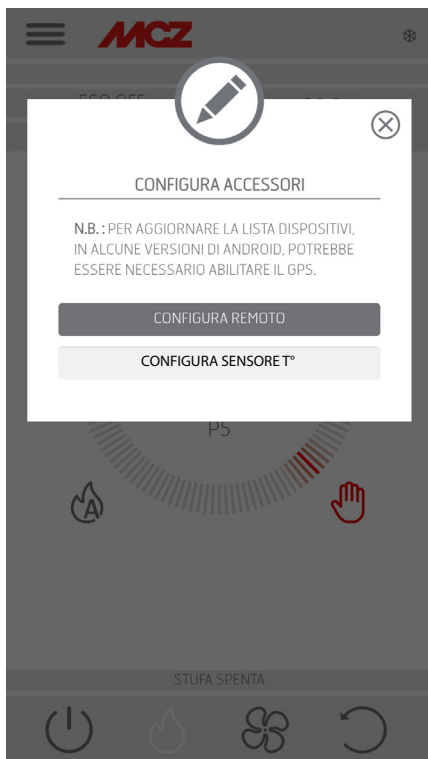 MCZ
CONFIGURA ACCESSORI
N.B. : PER AGGIORNARE LA LISTA DISPOSITIVI,
IN ALCUNE VERSIONI DI ANDROID, POTREBBE
ESSERE NECESSARIO ABILITARE IL GPS.
CONFIGURA REMOTO
CONFIGURA SENSORE T°
P5
A
STUFA SPENTA